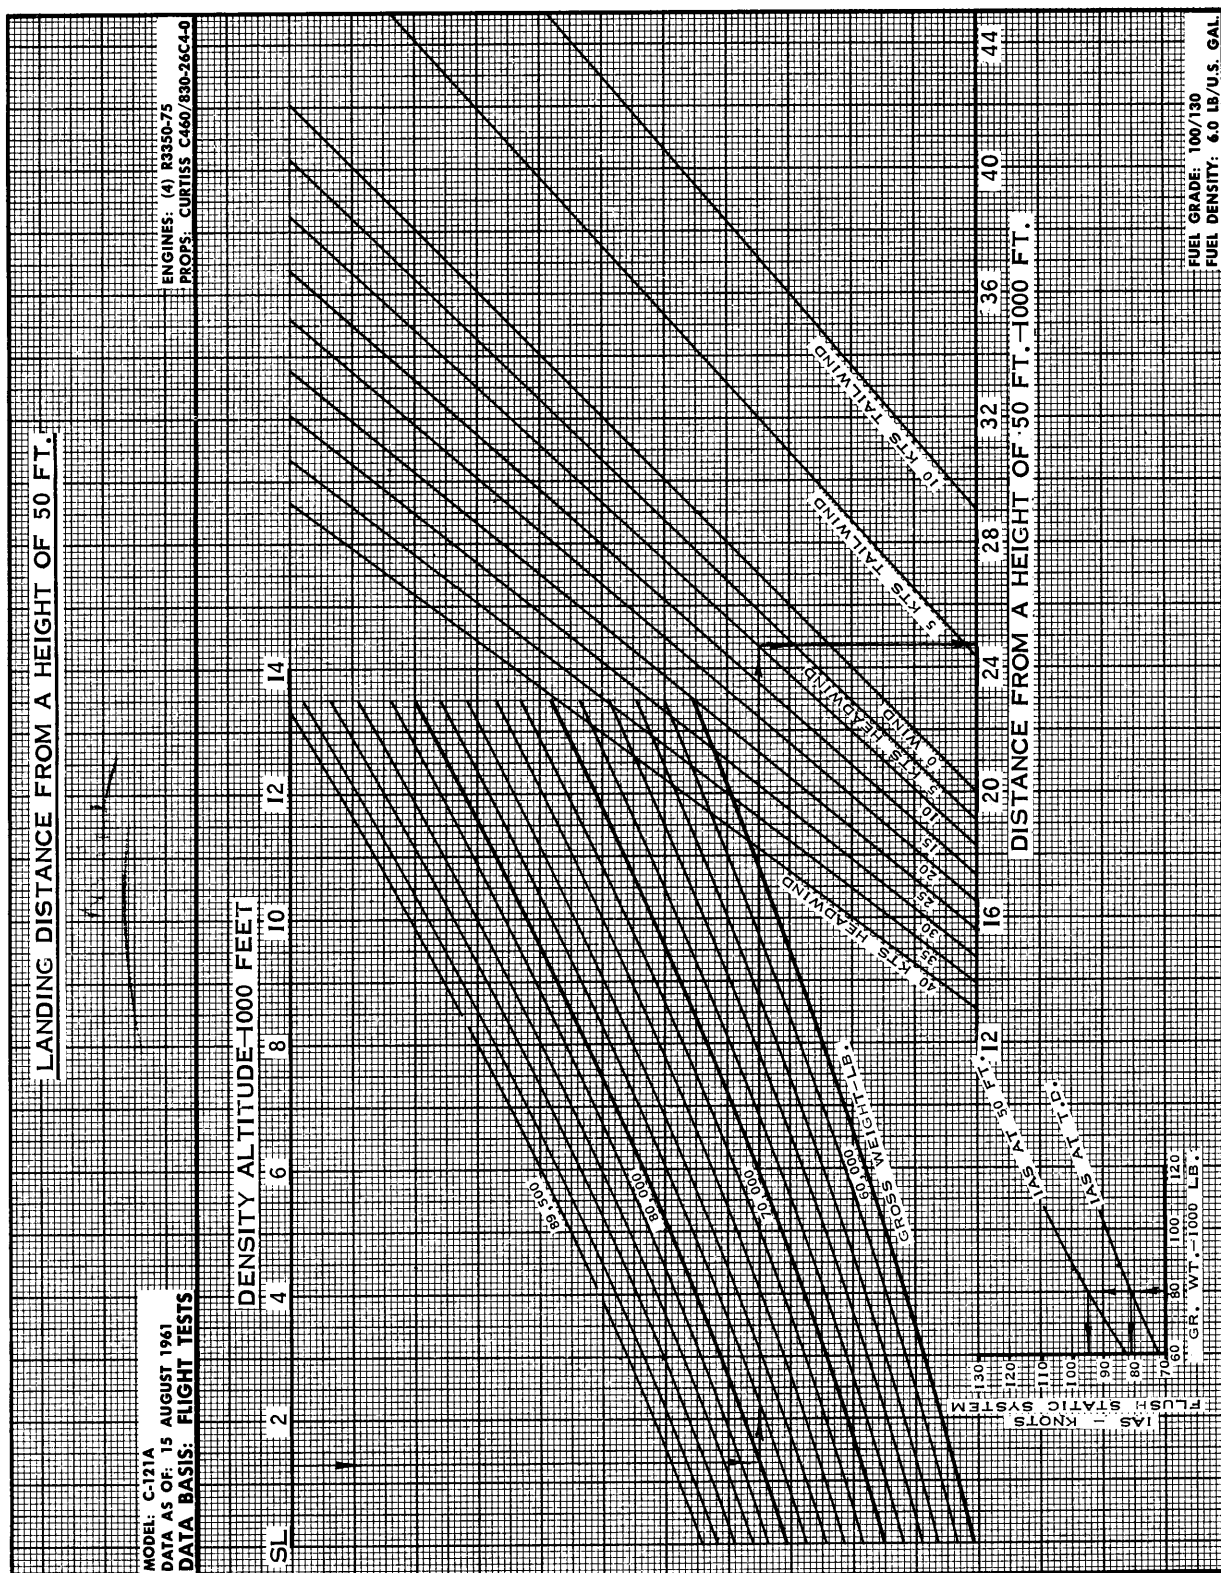 LANDING DISTANCE FROM A HEIGHT OF 50 FT.
MODEL: C-121A
DATA AS OF: 15 AUGUST 1961
DATA BASIS: FLIGHT TESTS
ENGINES: (4) R3350-75
PROPS: CURTISS C460/830-26C4-0
DENSITY ALTITUDE-1000 FEET
SL 2 4 6 8 10 12 14
89,500
80,000
70,000
60,000
GROSS WEIGHT-LB.
40 KTS HEADWIND
35
30
25
20
15
10
5 KTS HEADWIND
0 WIND
5 KTS TAILWIND
10 KTS TAILWIND
12 16 20 24 28 32 36 40 44
DISTANCE FROM A HEIGHT OF 50 FT.-1000 FT.
IAS AT 50 FT.
IAS AT T.D.
IAS - KNOTS
FLUSH STATIC SYSTEM
130
120
110
100
90
80
70
60 80 100 120
GR. WT.-1000 LB.
FUEL GRADE: 100/130
FUEL DENSITY: 6.0 LB/U.S. GAL.